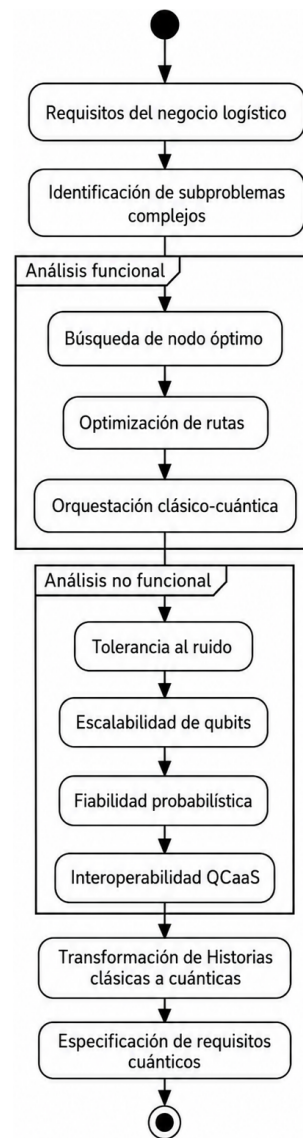 Requisitos del negocio logístico
Identificación de subproblemas
complejos
Análisis funcional
Búsqueda de nodo óptimo
Optimización de rutas
Orquestación clásico-cuántica
Análisis no funcional
Tolerancia al ruido
Escalabilidad de qubits
Fiabilidad probabilística
Interoperabilidad QCaaS
Transformación de Historias
clásicas a cuánticas
Especificación de requisitos
cuánticos